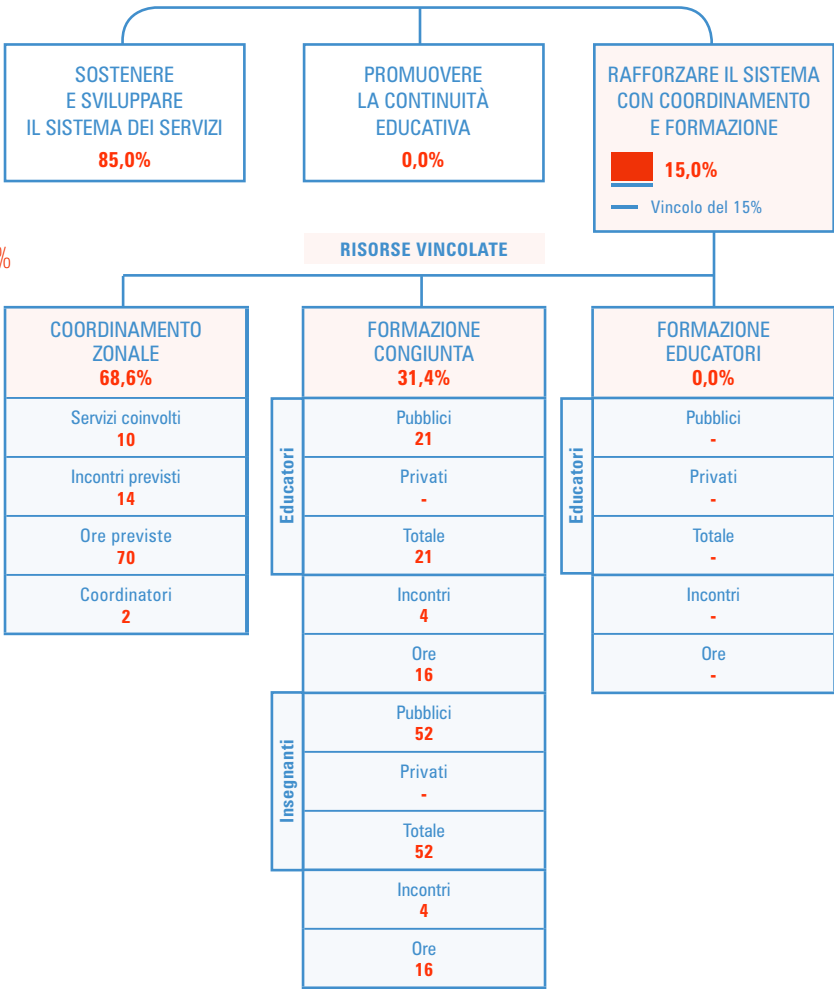 SOSTENERE
E SVILUPPARE
IL SISTEMA DEI SERVIZI
85,0%
PROMUOVERE
LA CONTINUITÀ
EDUCATIVA
0,0%
RAFFORZARE IL SISTEMA
CON COORDINAMENTO
E FORMAZIONE
15,0%
Vincolo del 15%
%
RISORSE VINCOLATE
COORDINAMENTO
ZONALE
68,6%
Servizi coinvolti
10
Incontri previsti
14
Ore previste
70
Coordinatori
2
FORMAZIONE
CONGIUNTA
31,4%
Educatori
Pubblici
21
Privati
-
Totale
21
Incontri
4
Ore
16
Insegnanti
Pubblici
52
Privati
-
Totale
52
Incontri
4
Ore
16
FORMAZIONE
EDUCATORI
0,0%
Educatori
Pubblici
-
Privati
-
Totale
-
Incontri
-
Ore
-